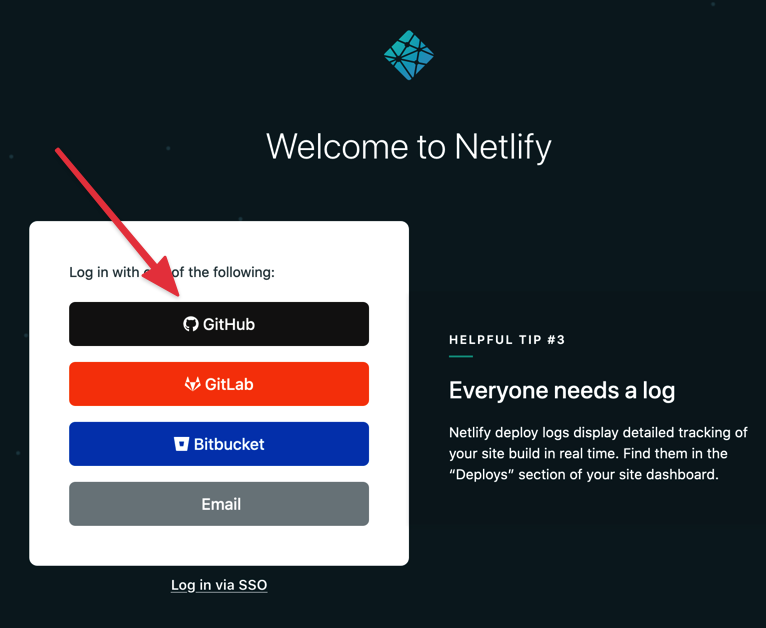 Welcome to Netlify
Log in with of the following:
GitHub
GitLab
Bitbucket
Email
Log in via SSO
HELPFUL TIP #3
Everyone needs a log
Netlify deploy logs display detailed tracking of
your site build in real time. Find them in the
“Deploys” section of your site dashboard.